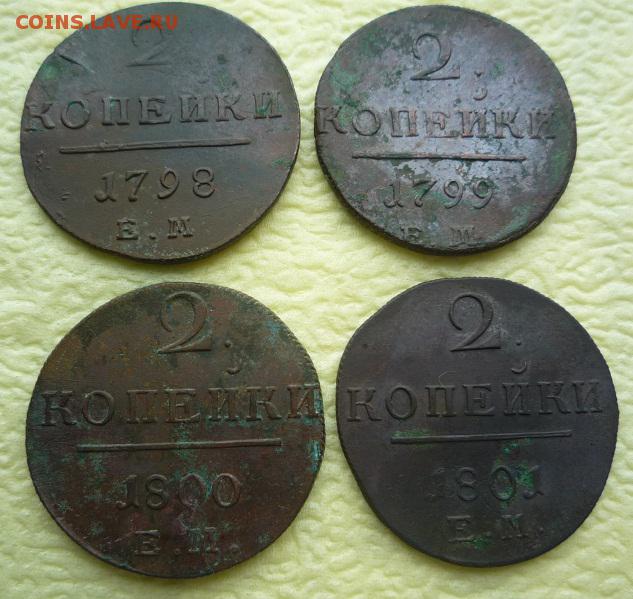 COINS.LAVE.RU
2
КОПЕЙКИ
1798
Е.М
2.
КОПЕЙКИ
1799
Е М
2.
КОПЕЙКИ
1800
Е.М.
2.
КОПЕЙКИ
1801
Е.М.